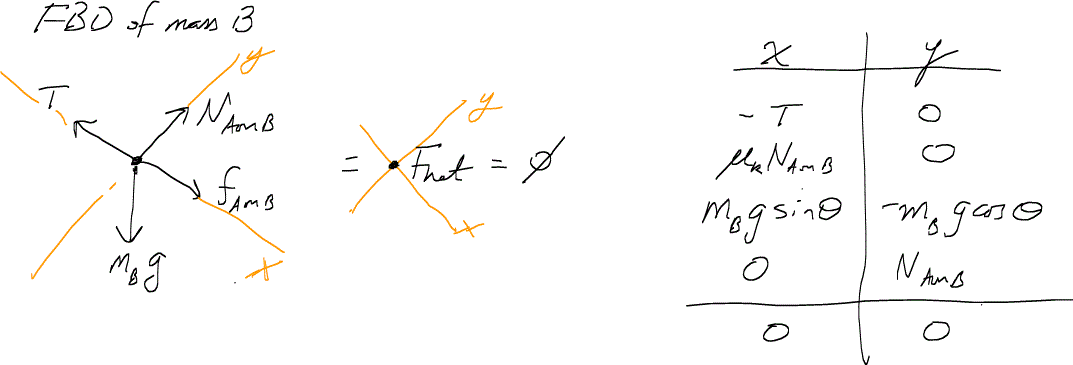 FBD of mass B
y
T
N_AonB
f_AonB
m_B g
x
= F_net = ∅
y
x
x y
-T 0
μ_k N_AonB 0
m_B g sinθ -m_B g cosθ
0 N_AonB
0 0